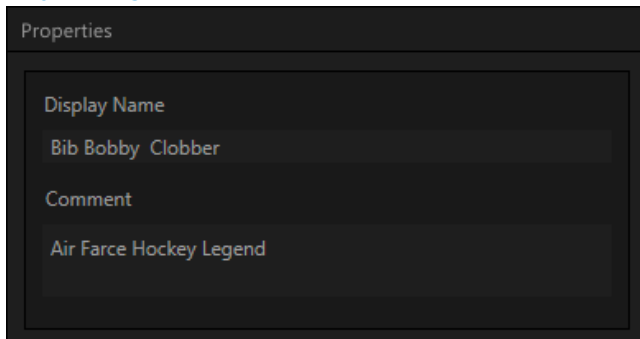 Properties
Display Name
Bib Bobby  Clobber
Comment
Air Farce Hockey Legend